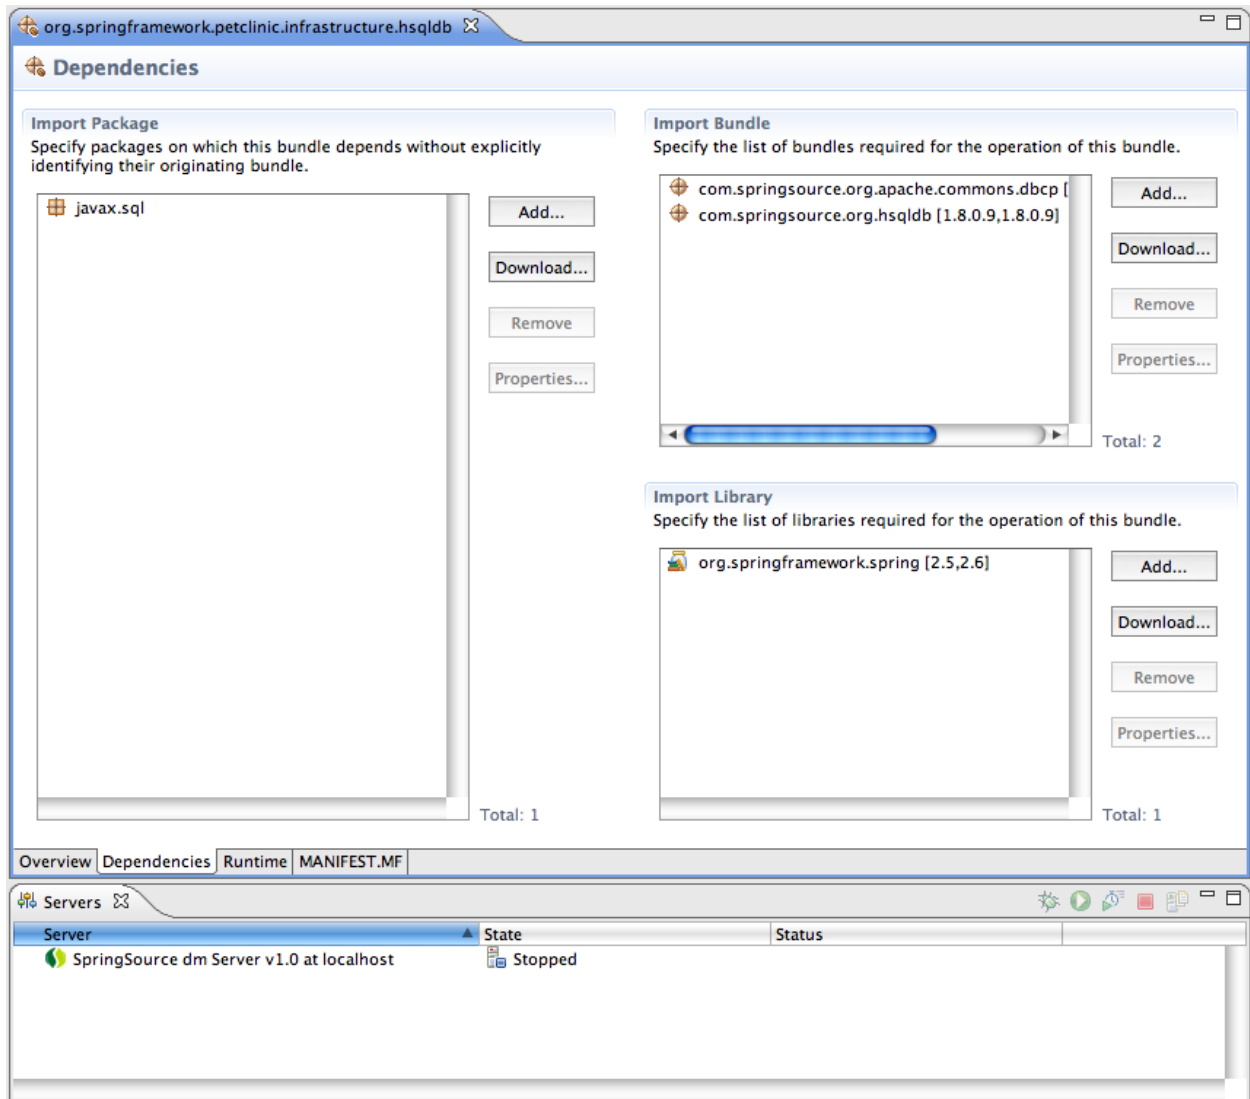 org.springframework.petclinic.infrastructure.hsqldb
Dependencies
Import Package
Specify packages on which this bundle depends without explicitly
identifying their originating bundle.
javax.sql
Add...
Download...
Remove
Properties...
Total: 1
Import Bundle
Specify the list of bundles required for the operation of this bundle.
com.springsource.org.apache.commons.dbcp [
com.springsource.org.hsqldb [1.8.0.9,1.8.0.9]
Add...
Download...
Remove
Properties...
Total: 2
Import Library
Specify the list of libraries required for the operation of this bundle.
org.springframework.spring [2.5,2.6]
Add...
Download...
Remove
Properties...
Total: 1
Overview Dependencies Runtime MANIFEST.MF
Servers
Server State Status
SpringSource dm Server v1.0 at localhost Stopped